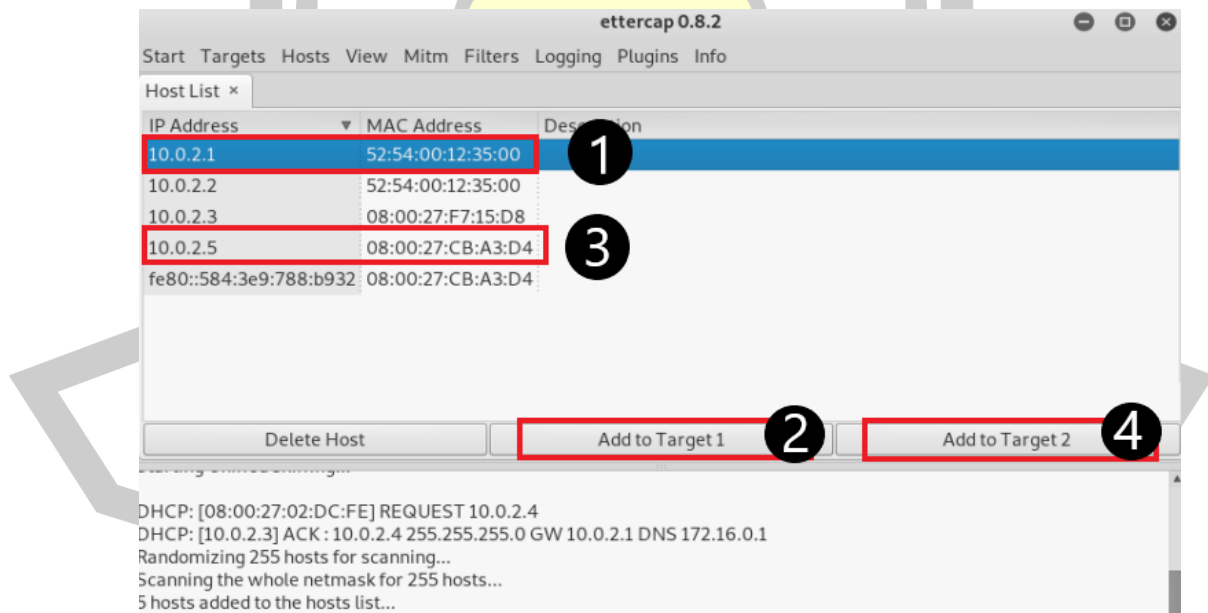 ettercap 0.8.2
Start Targets Hosts View Mitm Filters Logging Plugins Info
Host List ×
IP Address MAC Address
10.0.2.1 52:54:00:12:35:00 1
10.0.2.2 52:54:00:12:35:00
10.0.2.3 08:00:27:F7:15:D8
10.0.2.5 08:00:27:CB:A3:D4 3
fe80::584:3e9:788:b932 08:00:27:CB:A3:D4
Delete Host Add to Target 1 2 Add to Target 2 4
DHCP: [08:00:27:02:DC:FE] REQUEST 10.0.2.4
DHCP: [10.0.2.3] ACK : 10.0.2.4 255.255.255.0 GW 10.0.2.1 DNS 172.16.0.1
Randomizing 255 hosts for scanning...
Scanning the whole netmask for 255 hosts...
5 hosts added to the hosts list...